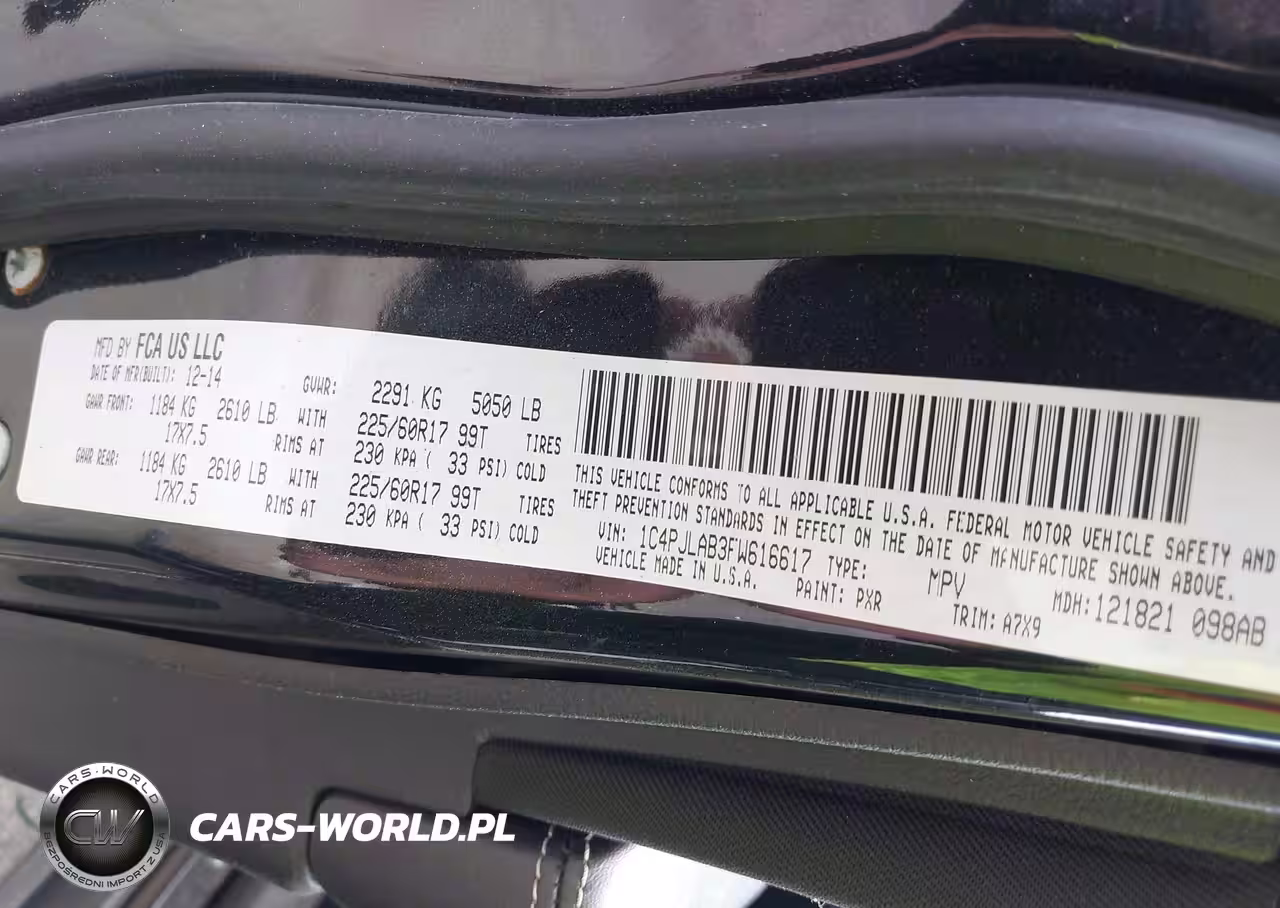 MFD BY FCA US LLC
DATE OF MFR(BUILT): 12-14
GVWR: 2291 KG 5050 LB
GAWR FRONT: 1184 KG 2610 LB WITH 225/60R17 99T TIRES
17X7.5 RIMS AT 230 KPA ( 33 PSI) COLD
GAWR REAR: 1184 KG 2610 LB WITH 225/60R17 99T TIRES
17X7.5 RIMS AT 230 KPA ( 33 PSI) COLD
THIS VEHICLE CONFORMS TO ALL APPLICABLE U.S.A. FEDERAL MOTOR VEHICLE SAFETY AND
THEFT PREVENTION STANDARDS IN EFFECT ON THE DATE OF MANUFACTURE SHOWN ABOVE.
VIN: 1C4PJLAB3FW616617 TYPE: MPV MDH:121821 098AB
VEHICLE MADE IN U.S.A. PAINT: PXR TRIM: A7X9
CARS-WORLD
CW
BEZPOŚREDNI IMPORT Z USA
CARS-WORLD.PL